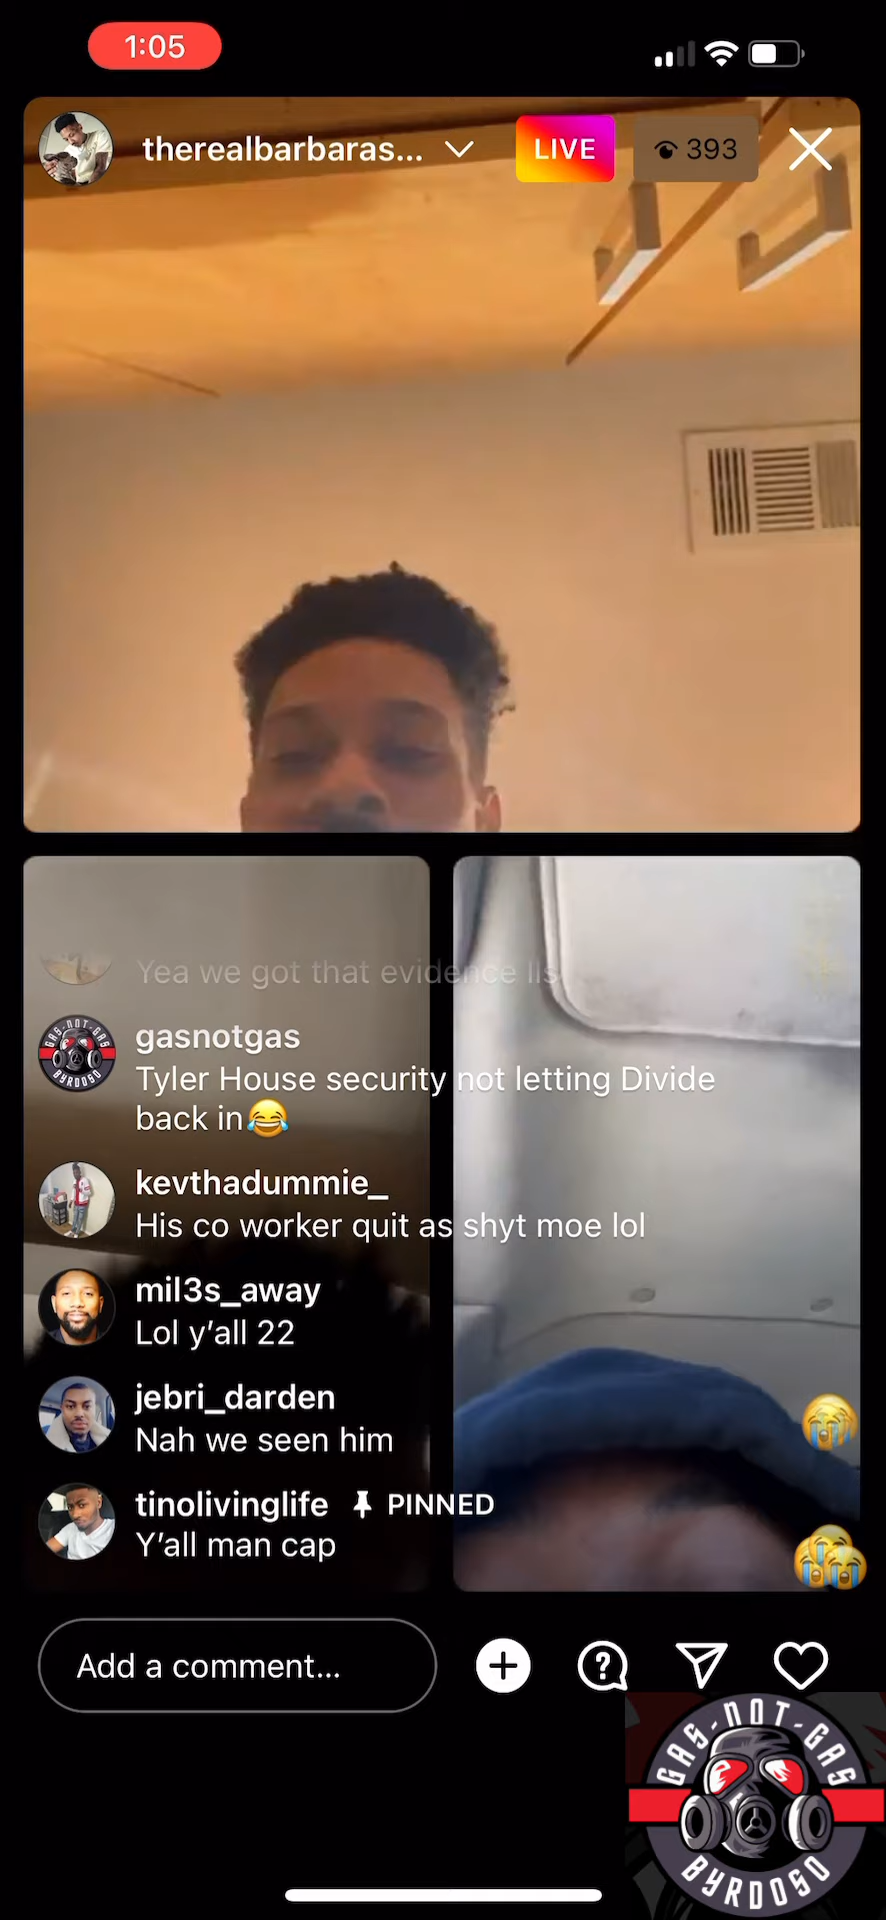 1:05
therealbarbaras...
LIVE
393
Yea we got that evidence lls
gasnotgas
Tyler House security not letting Divide
back in😂
kevthadummie_
His co worker quit as shyt moe lol
mil3s_away
Lol y’all 22
jebri_darden
Nah we seen him
tinolivinglife PINNED
Y’all man cap
Add a comment...
GAS-NOT-GAS
BYRDOSO